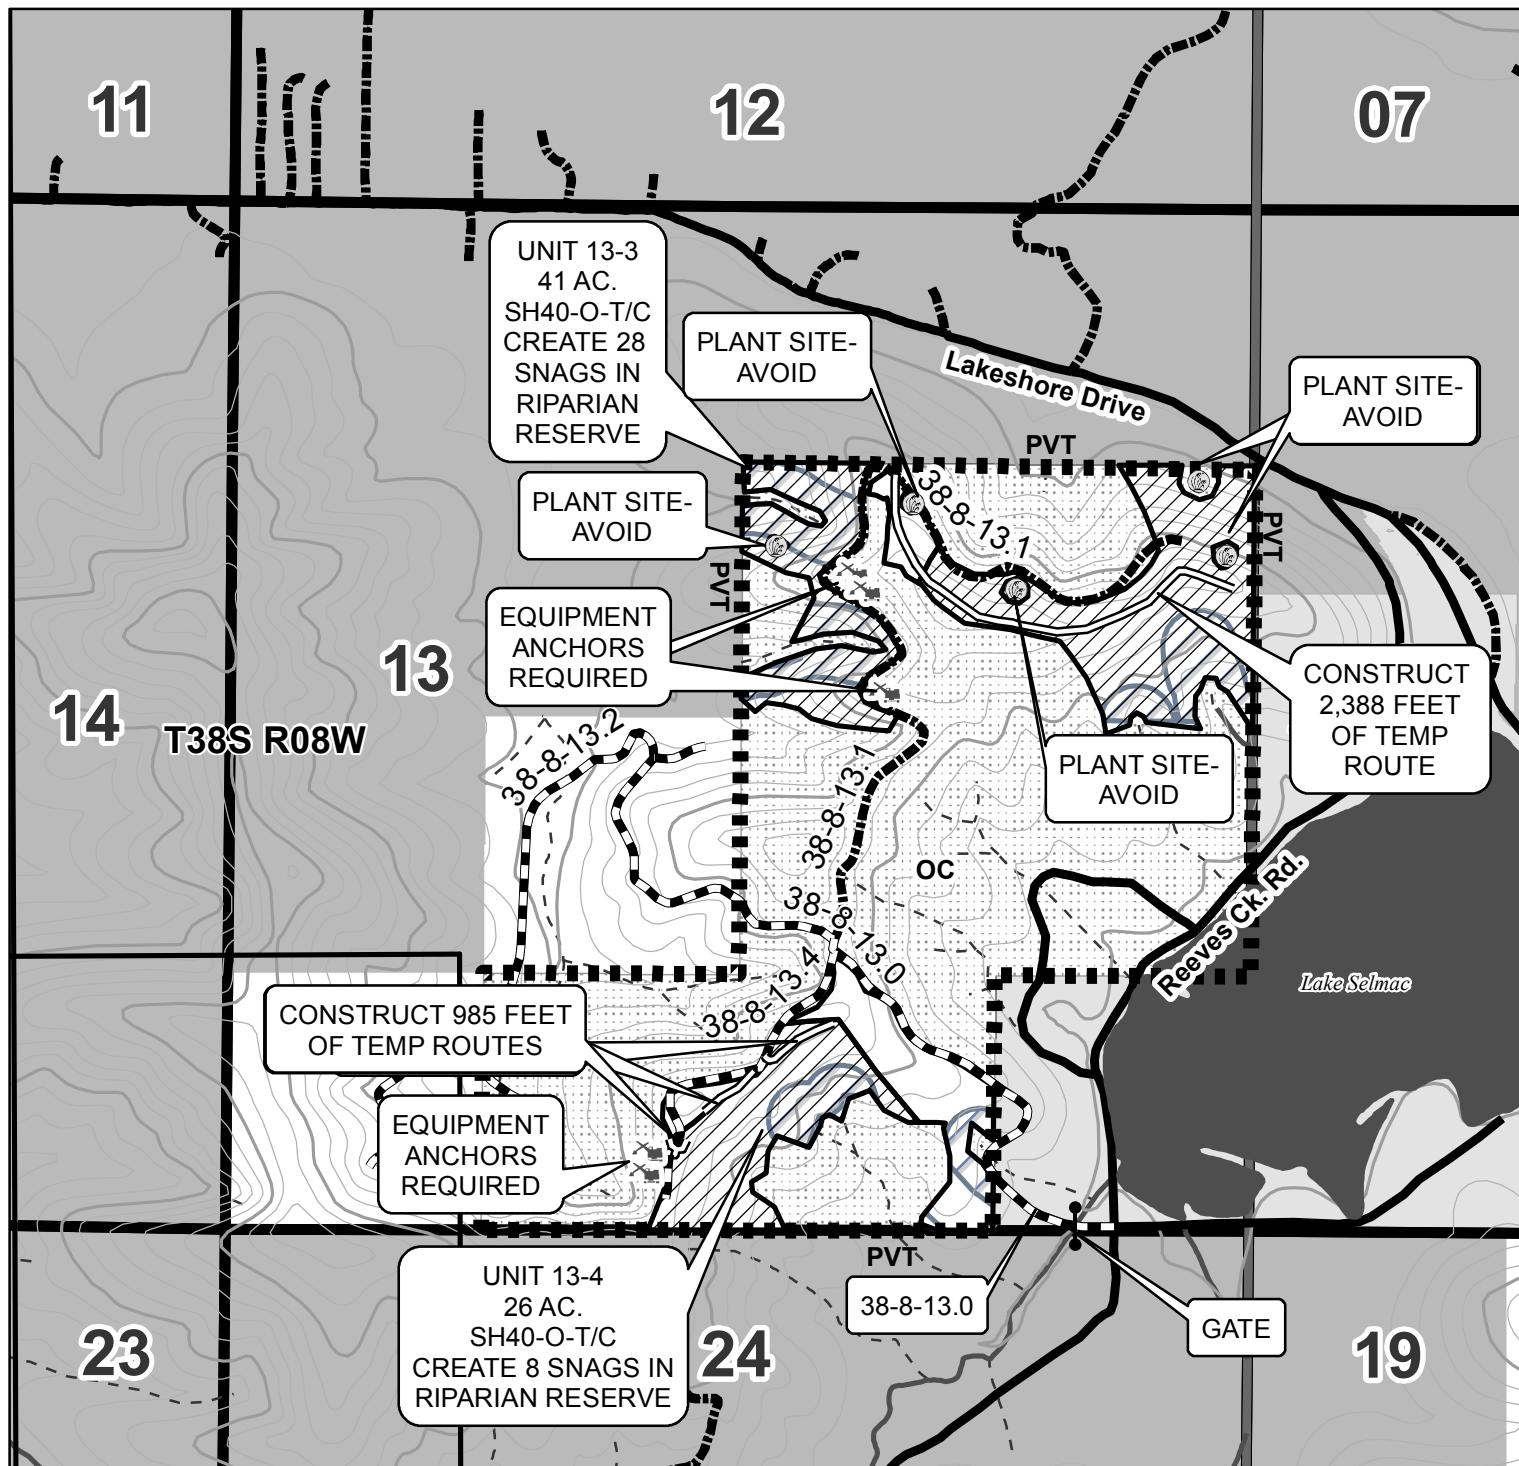 11
12
07
UNIT 13-3
41 AC.
SH40-O-T/C
CREATE 28
SNAGS IN
RIPARIAN
RESERVE
PLANT SITE-
AVOID
Lakeshore Drive
PLANT SITE-
AVOID
PVT
PLANT SITE-
AVOID
38-8-13.1
PVT
PVT
EQUIPMENT
ANCHORS
REQUIRED
13
14
T38S R08W
CONSTRUCT
2,388 FEET
OF TEMP
ROUTE
38-8-13.2
PLANT SITE-
AVOID
38-8-13.1
OC
38-8-13.0
Reeves Ck. Rd.
Lake Selmac
38-8-13.4
CONSTRUCT 985 FEET
OF TEMP ROUTES
EQUIPMENT
ANCHORS
REQUIRED
PVT
UNIT 13-4
26 AC.
SH40-O-T/C
CREATE 8 SNAGS IN
RIPARIAN RESERVE
38-8-13.0
GATE
23
24
19